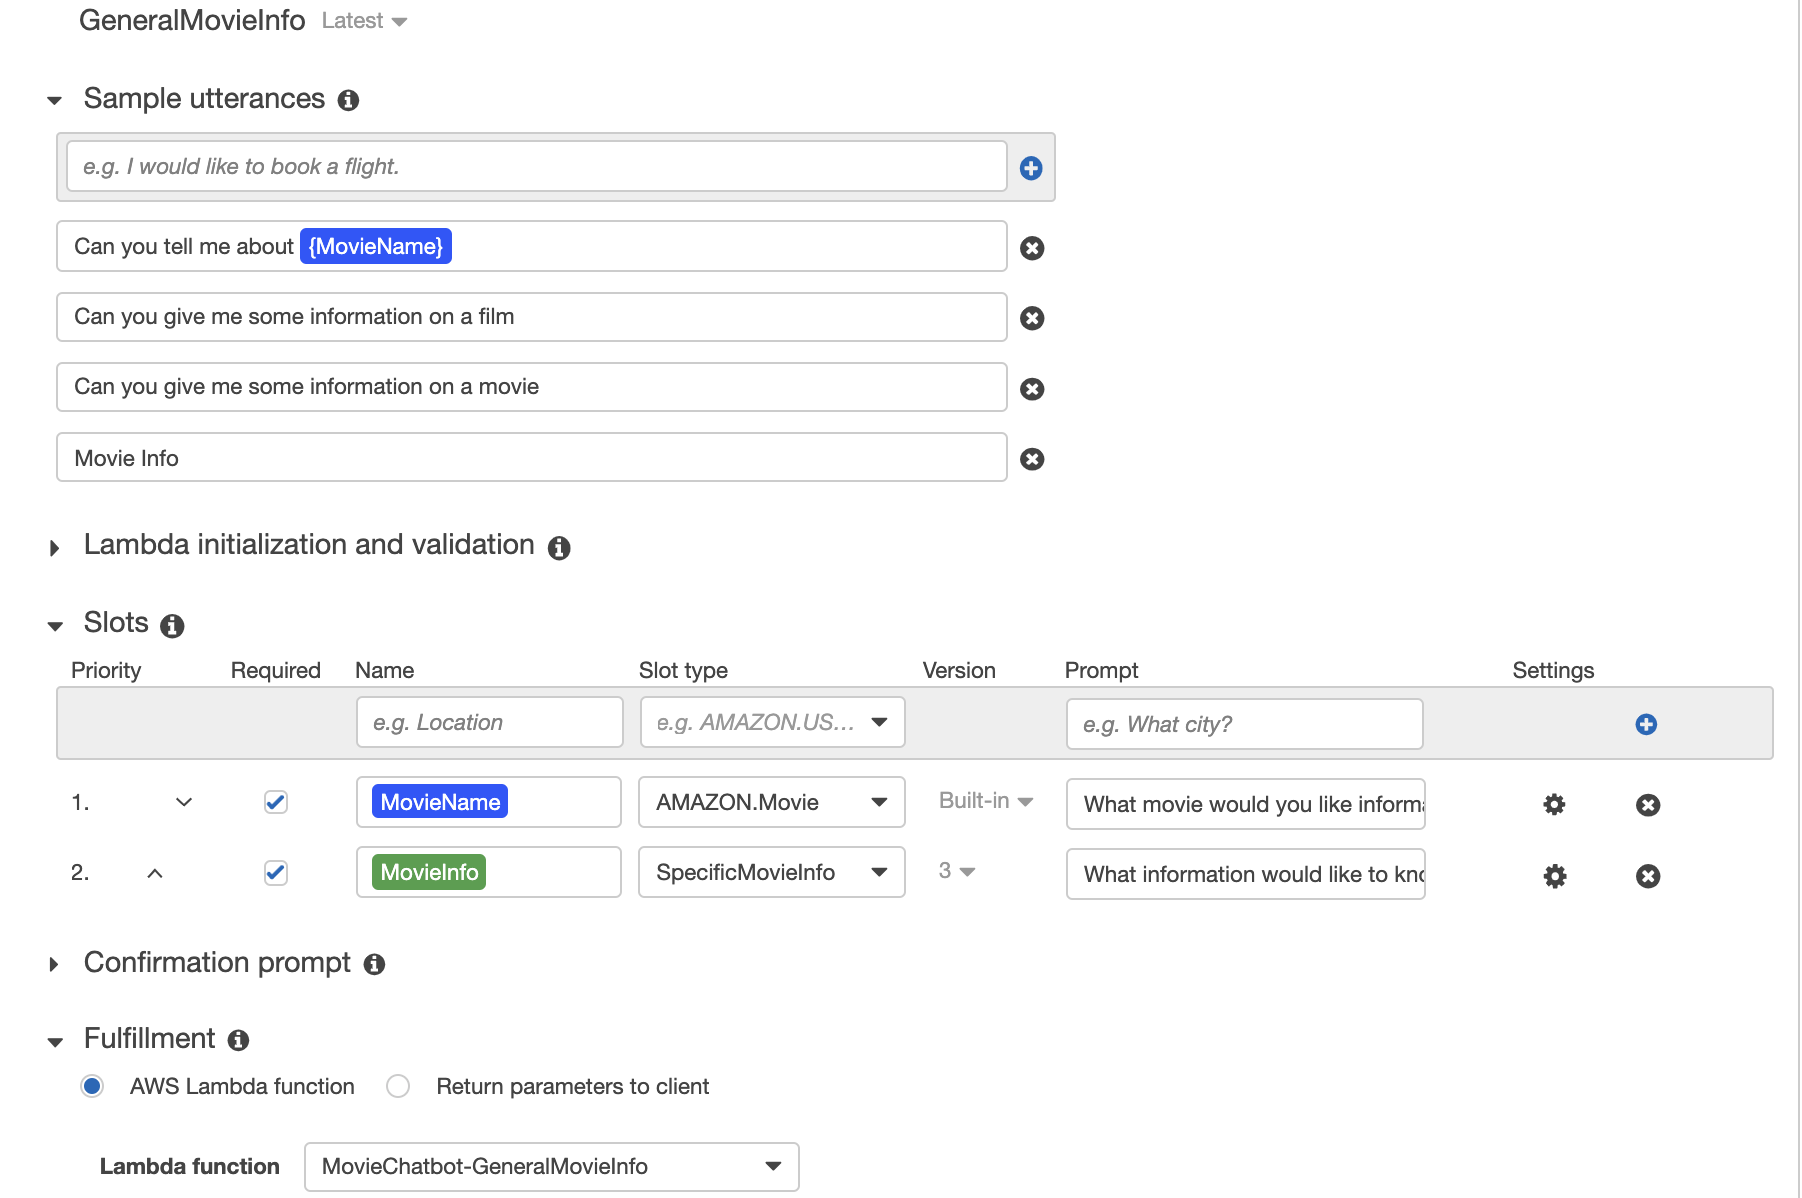 GeneralMovieInfo Latest
Sample utterances
e.g. I would like to book a flight.
Can you tell me about {MovieName}
Can you give me some information on a film
Can you give me some information on a movie
Movie Info
Lambda initialization and validation
Slots
Priority Required Name Slot type Version Prompt Settings
e.g. Location e.g. AMAZON.US... e.g. What city?
1. MovieName AMAZON.Movie Built-in What movie would you like informa
2. MovieInfo SpecificMovieInfo 3 What information would like to kno
Confirmation prompt
Fulfillment
AWS Lambda function Return parameters to client
Lambda function MovieChatbot-GeneralMovieInfo